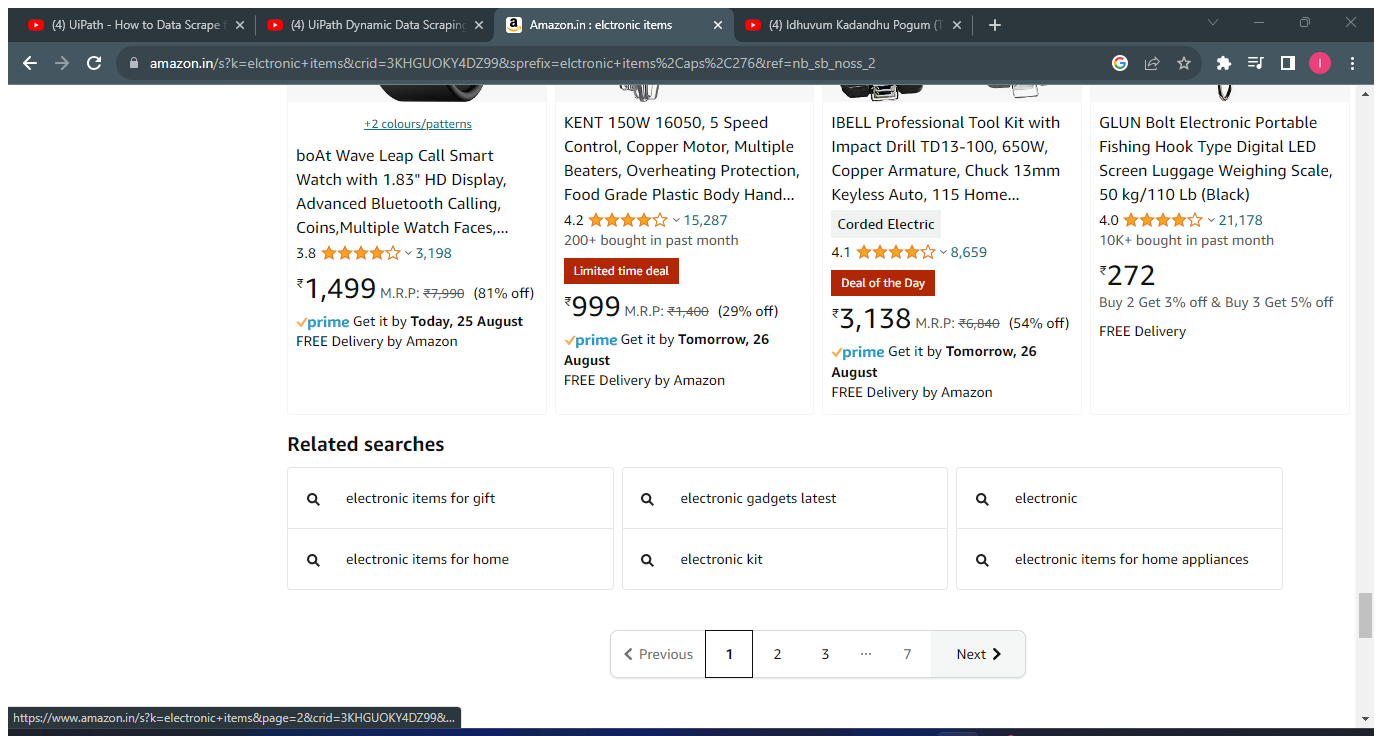 (4) UiPath - How to Data Scrape f
(4) UiPath Dynamic Data Scraping
Amazon.in : elctronic items
(4) Idhuvum Kadandhu Pogum (T
amazon.in/s?k=elctronic+items&crid=3KHGUOKY4DZ99&sprefix=elctronic+items%2Caps%2C276&ref=nb_sb_noss_2
I
+2 colours/patterns
boAt Wave Leap Call Smart
Watch with 1.83" HD Display,
Advanced Bluetooth Calling,
Coins,Multiple Watch Faces,...
3.8 3,198
₹1,499 M.R.P: ₹7,990 (81% off)
prime Get it by Today, 25 August
FREE Delivery by Amazon
KENT 150W 16050, 5 Speed
Control, Copper Motor, Multiple
Beaters, Overheating Protection,
Food Grade Plastic Body Hand...
4.2 15,287
200+ bought in past month
Limited time deal
₹999 M.R.P: ₹1,400 (29% off)
prime Get it by Tomorrow, 26
August
FREE Delivery by Amazon
IBELL Professional Tool Kit with
Impact Drill TD13-100, 650W,
Copper Armature, Chuck 13mm
Keyless Auto, 115 Home...
Corded Electric
4.1 8,659
Deal of the Day
₹3,138 M.R.P: ₹6,840 (54% off)
prime Get it by Tomorrow, 26
August
FREE Delivery by Amazon
GLUN Bolt Electronic Portable
Fishing Hook Type Digital LED
Screen Luggage Weighing Scale,
50 kg/110 Lb (Black)
4.0 21,178
10K+ bought in past month
₹272
Buy 2 Get 3% off & Buy 3 Get 5% off
FREE Delivery
Related searches
electronic items for gift
electronic gadgets latest
electronic
electronic items for home
electronic kit
electronic items for home appliances
Previous 1 2 3 ... 7 Next
https://www.amazon.in/s?k=electronic+items&page=2&crid=3KHGUOKY4DZ99&...